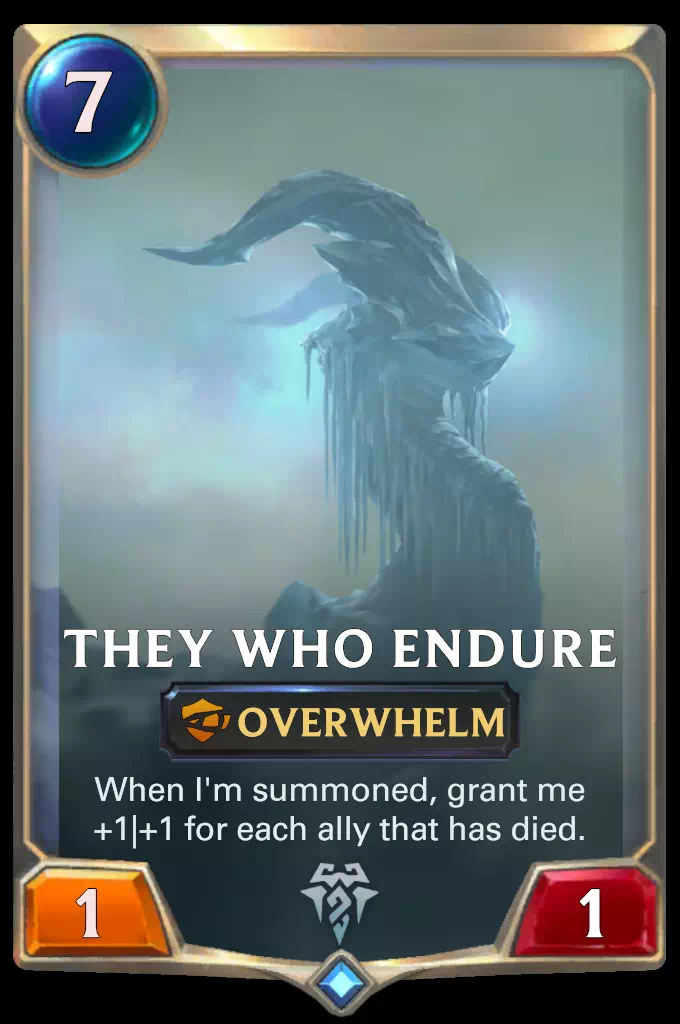 7
THEY WHO ENDURE
OVERWHELM
When I'm summoned, grant me
+1|+1 for each ally that has died.
1
1